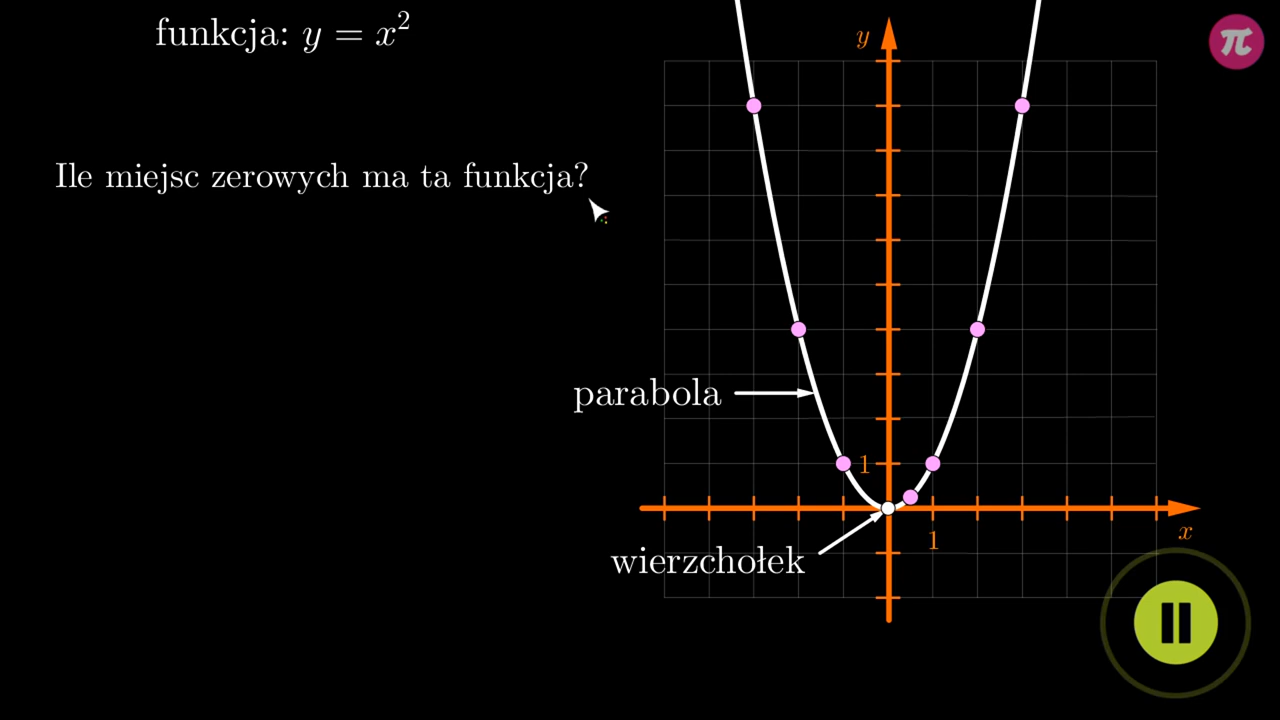 funkcja: y = x²
Ile miejsc zerowych ma ta funkcja?
y
π
parabola
1
1
x
wierzchołek